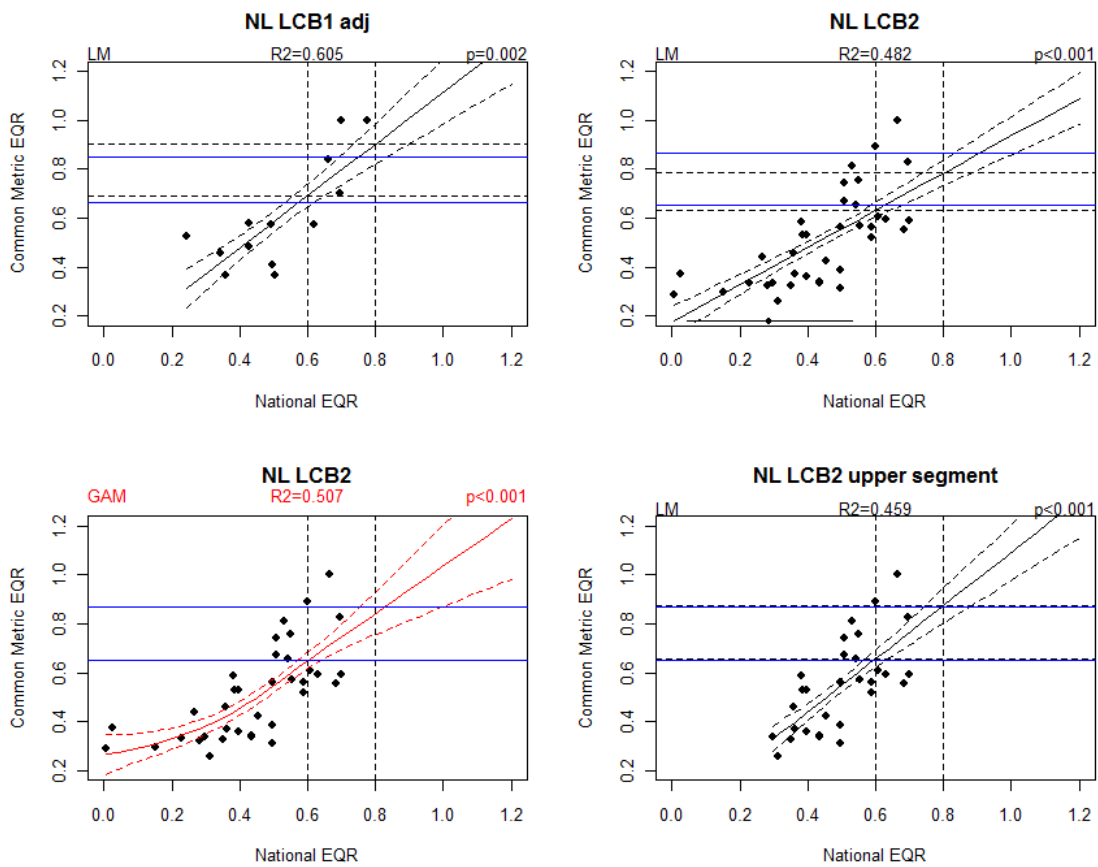 NL LCB1 adj
LM R2=0.605 p=0.002
Common Metric EQR
1.2
1.0
0.8
0.6
0.4
0.2
0.0 0.2 0.4 0.6 0.8 1.0 1.2
National EQR
NL LCB2
LM R2=0.482 p<0.001
Common Metric EQR
1.2
1.0
0.8
0.6
0.4
0.2
0.0 0.2 0.4 0.6 0.8 1.0 1.2
National EQR
NL LCB2
GAM R2=0.507 p<0.001
Common Metric EQR
1.2
1.0
0.8
0.6
0.4
0.2
0.0 0.2 0.4 0.6 0.8 1.0 1.2
National EQR
NL LCB2 upper segment
LM R2=0.459 p<0.001
Common Metric EQR
1.2
1.0
0.8
0.6
0.4
0.2
0.0 0.2 0.4 0.6 0.8 1.0 1.2
National EQR